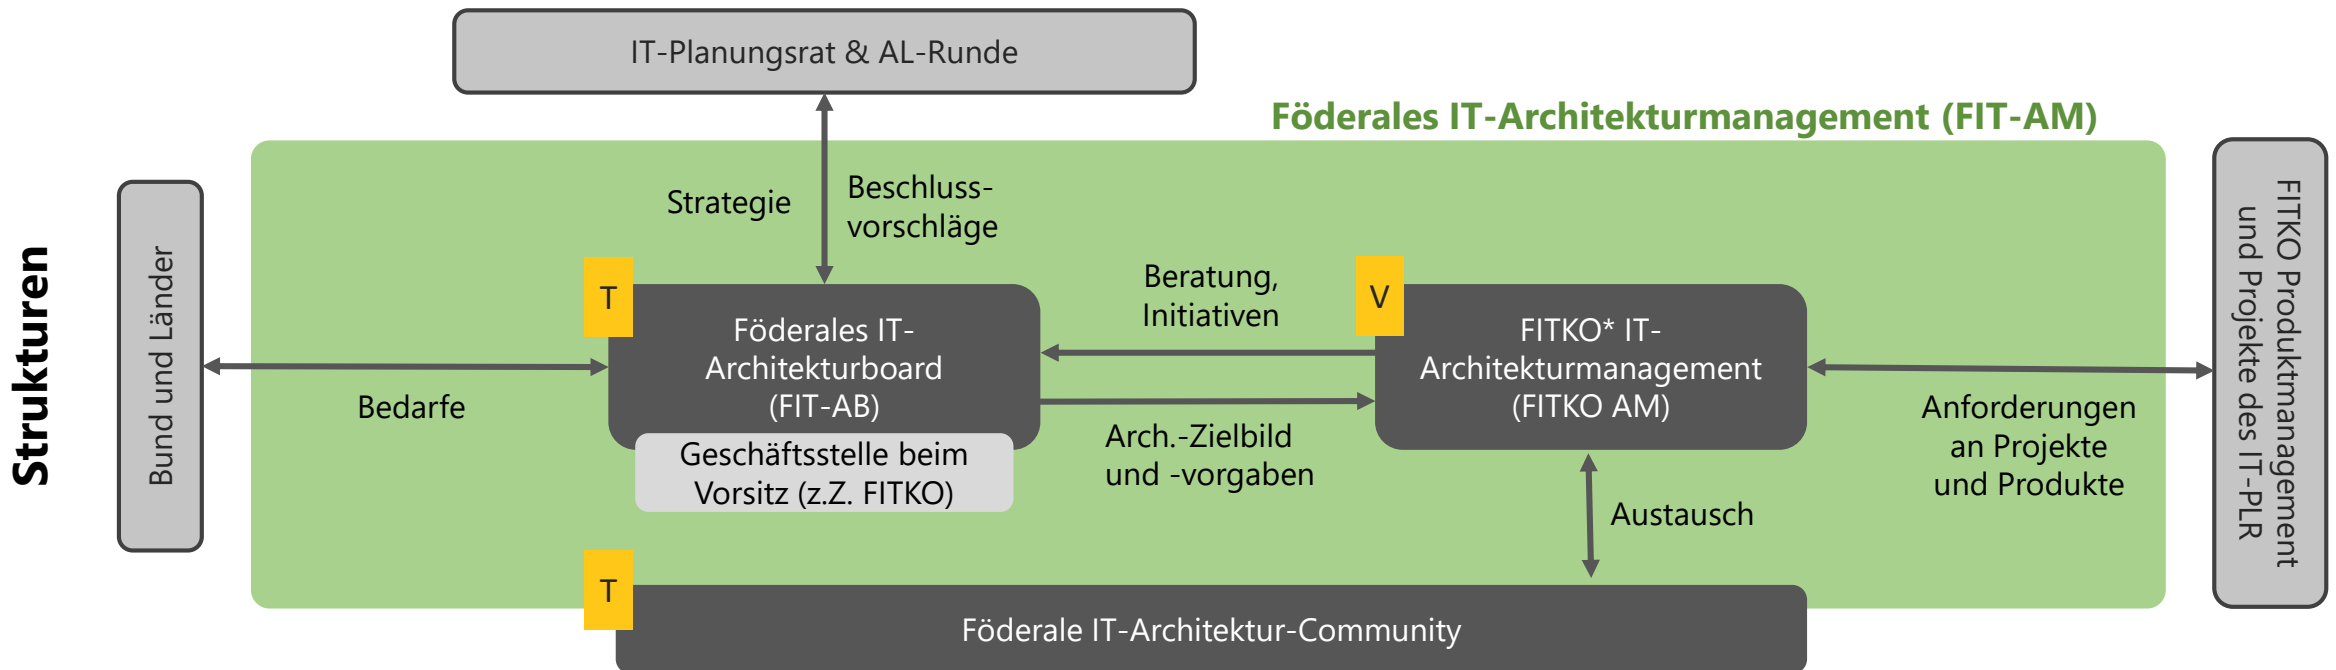 IT-Planungsrat & AL-Runde
Föderales IT-Architekturmanagement (FIT-AM)
Strukturen
Bund und Länder
Strategie
Beschluss-
vorschläge
Bedarfe
T
Föderales IT-
Architekturboard
(FIT-AB)
Geschäftsstelle beim
Vorsitz (z.Z. FITKO)
Beratung,
Initiativen
Arch.-Zielbild
und -vorgaben
V
FITKO* IT-
Architekturmanagement
(FITKO AM)
Anforderungen
an Projekte
und Produkte
FITKO Produktmanagement
und Projekte des IT-PLR
Austausch
T
Föderale IT-Architektur-Community